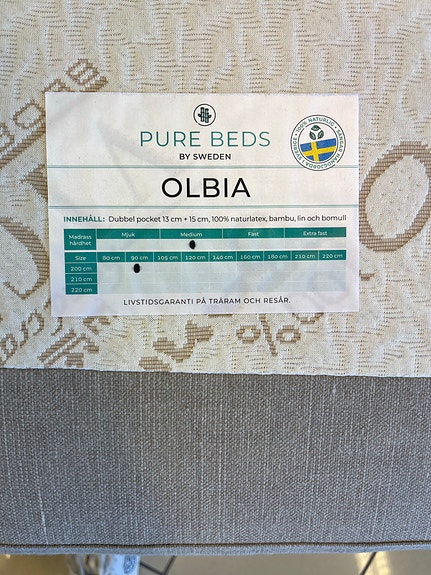 PURE BEDS
BY SWEDEN
OLBIA
INNEHÅLL: Dubbel pocket 13 cm + 15 cm, 100% naturlatex, bambu, lin och bomull
Madrass hårdhet Mjuk Medium Fast Extra fast
Size 80 cm 90 cm 105 cm 120 cm 140 cm 160 cm 180 cm 210 cm 220 cm
200 cm
210 cm
220 cm
LIVSTIDSGARANTI PÅ TRÄRAM OCH RESÅR.